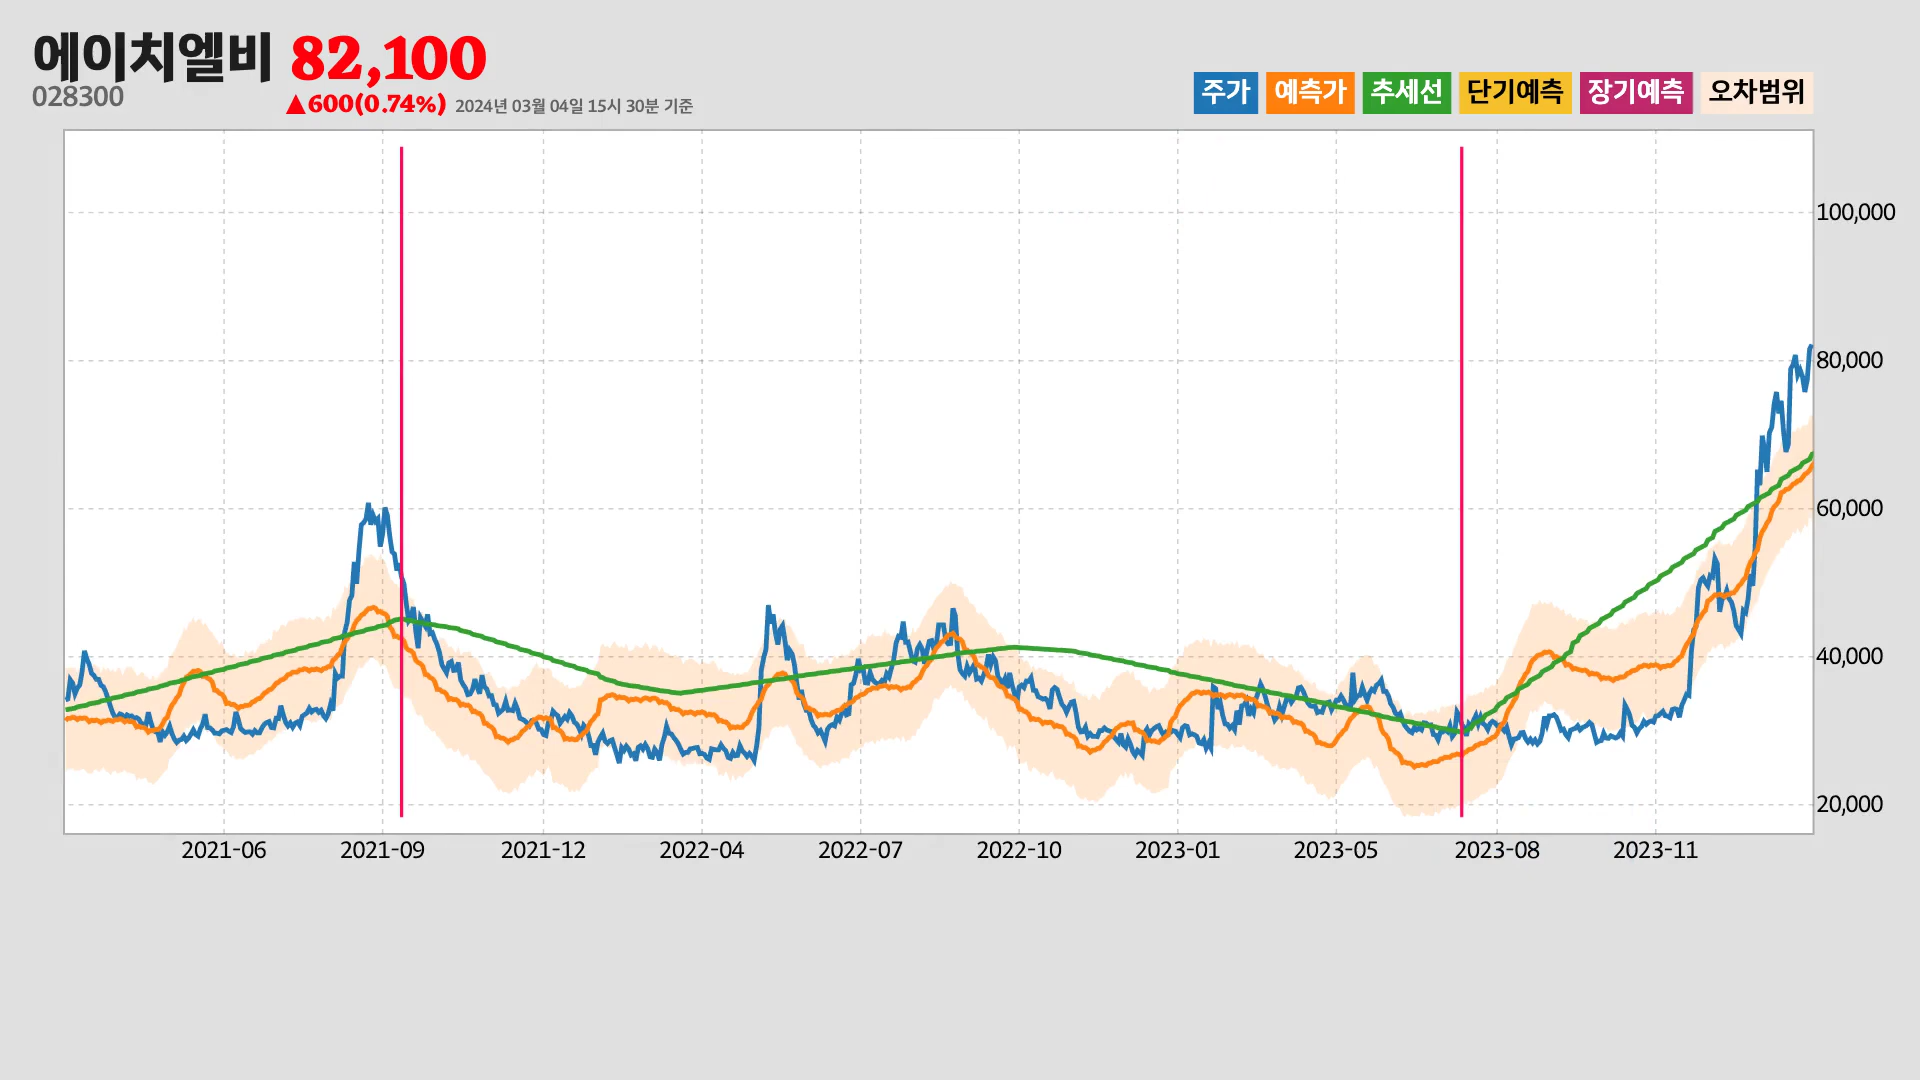 에이치엘비 82,100
028300
▲600(0.74%) 2024년 03월 04일 15시 30분 기준
주가 예측가 추세선 단기예측 장기예측 오차범위
100,000
80,000
60,000
40,000
20,000
2021-06 2021-09 2021-12 2022-04 2022-07 2022-10 2023-01 2023-05 2023-08 2023-11